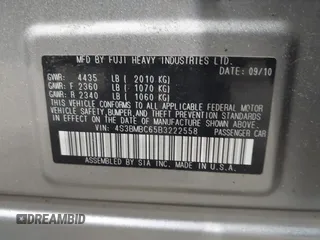 MFD BY FUJI HEAVY INDUSTRIES LTD.
DATE: 09/10
GVWR: 4435 LB ( 2010 KG)
GAWR: F 2360 LB ( 1070 KG)
GAWR: R 2340 LB ( 1060 KG)
THIS VEHICLE CONFORMS TO ALL APPLICABLE FEDERAL MOTOR
VEHICLE SAFETY, BUMPER, AND THEFT PREVENTION STANDARDS
IN EFFECT ON THE DATE OF MANUFACTURE SHOWN ABOVE.
VIN: 4S3BMBC65B3222558 PASSENGER CAR
ASSEMBLED BY SIA INC. MADE IN U.S.A.
DREAMBID